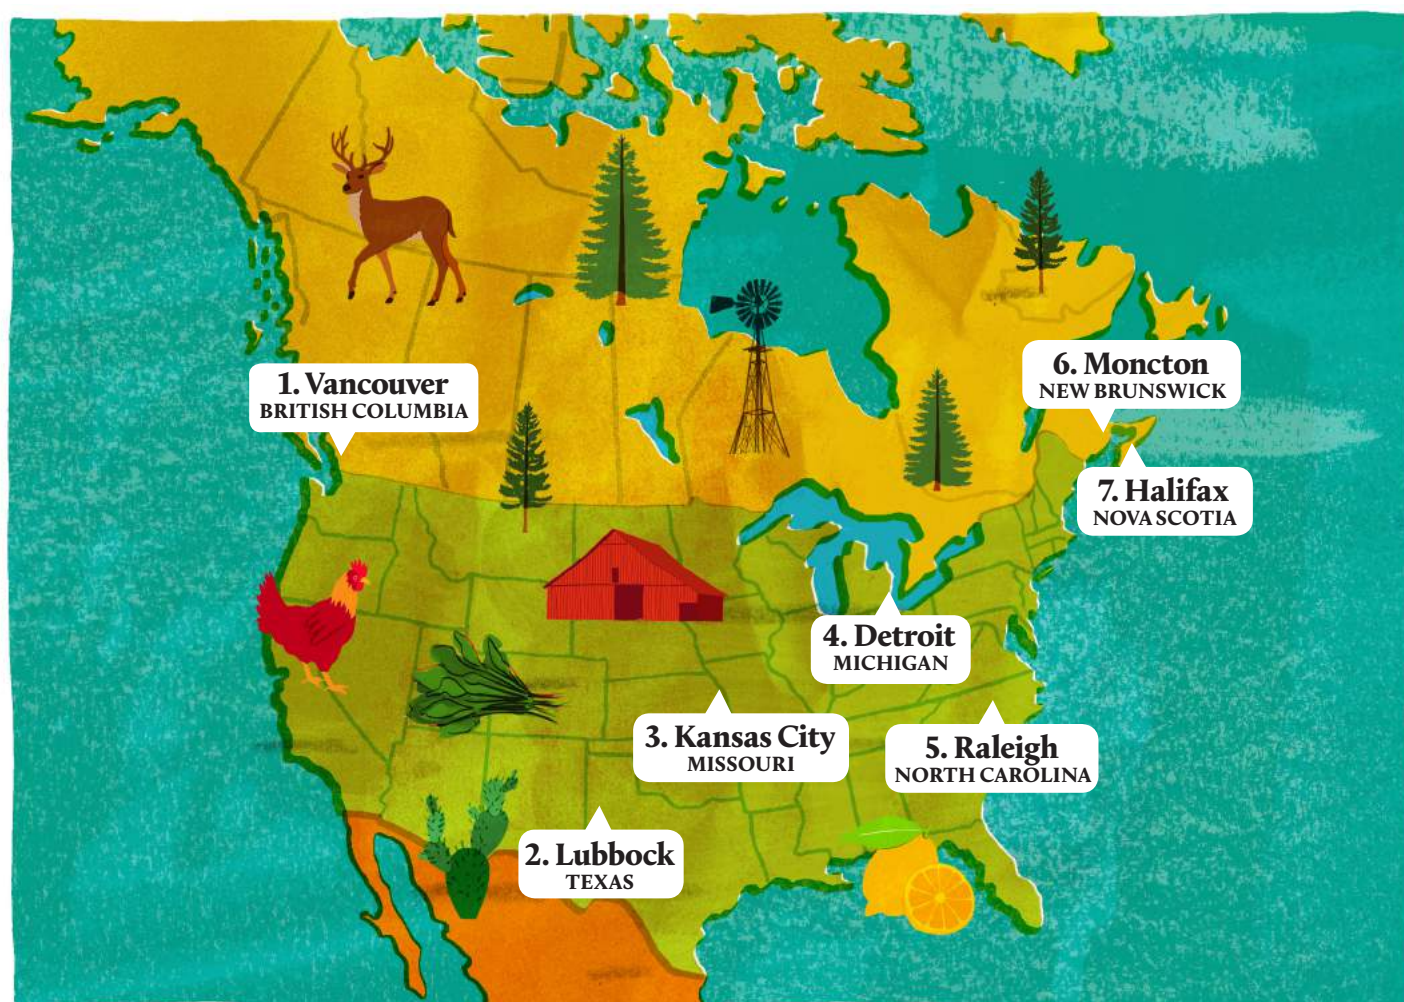 1. Vancouver
BRITISH COLUMBIA
6. Moncton
NEW BRUNSWICK
7. Halifax
NOVA SCOTIA
4. Detroit
MICHIGAN
3. Kansas City
MISSOURI
5. Raleigh
NORTH CAROLINA
2. Lubbock
TEXAS